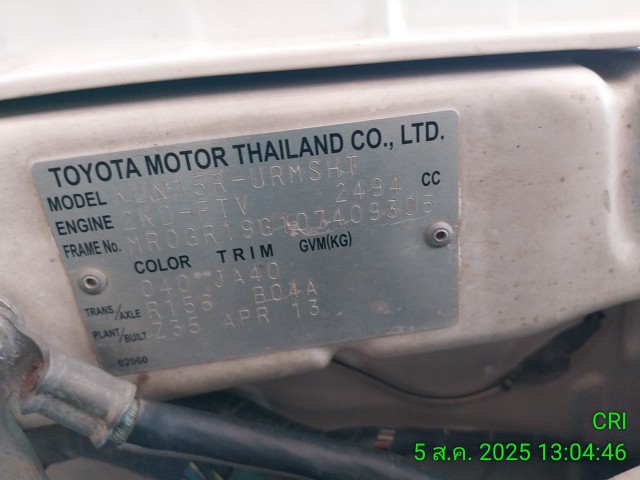 TOYOTA MOTOR THAILAND CO., LTD.
MODEL KUN15R-URMSHT
ENGINE 2KD-FTV 2494 CC
FRAME No.
COLOR TRIM GVM(KG)
040 JA40
TRANS/AXLE R156 B04A
PLANT/BUILT Z35 APR 13
02060
CRI
5 ส.ค. 2025 13:04:46